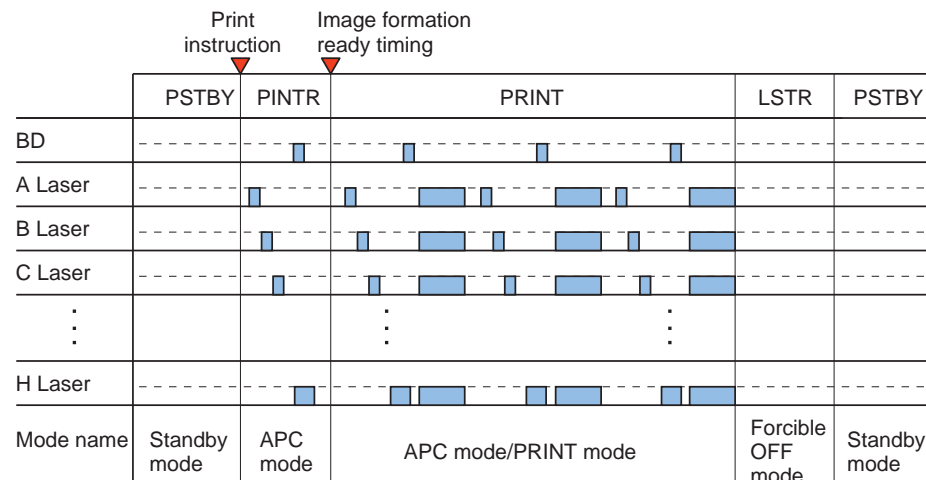 Print
instruction
Image formation
ready timing
PSTBY PINTR PRINT LSTR PSTBY
BD
A Laser
B Laser
C Laser
H Laser
Mode name
Standby
mode
APC
mode
APC mode/PRINT mode
Forcible
OFF
mode
Standby
mode